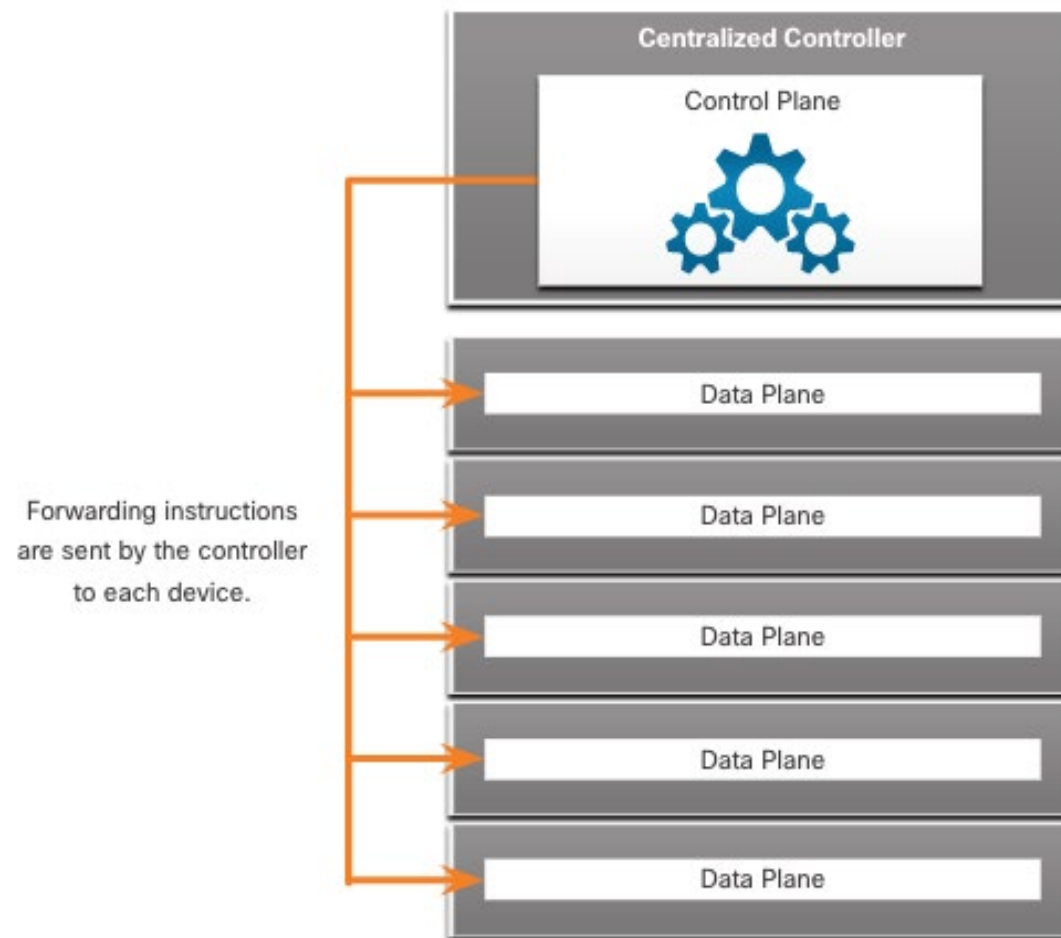 Centralized Controller
Control Plane
Data Plane
Data Plane
Forwarding instructions
are sent by the controller
to each device.
Data Plane
Data Plane
Data Plane